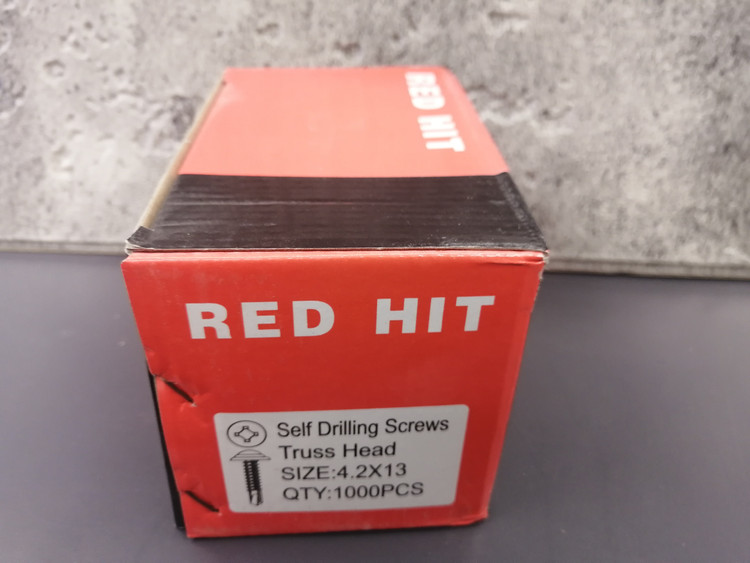 RED HIT
RED HIT
Self Drilling Screws
Truss Head
SIZE:4.2X13
QTY:1000PCS